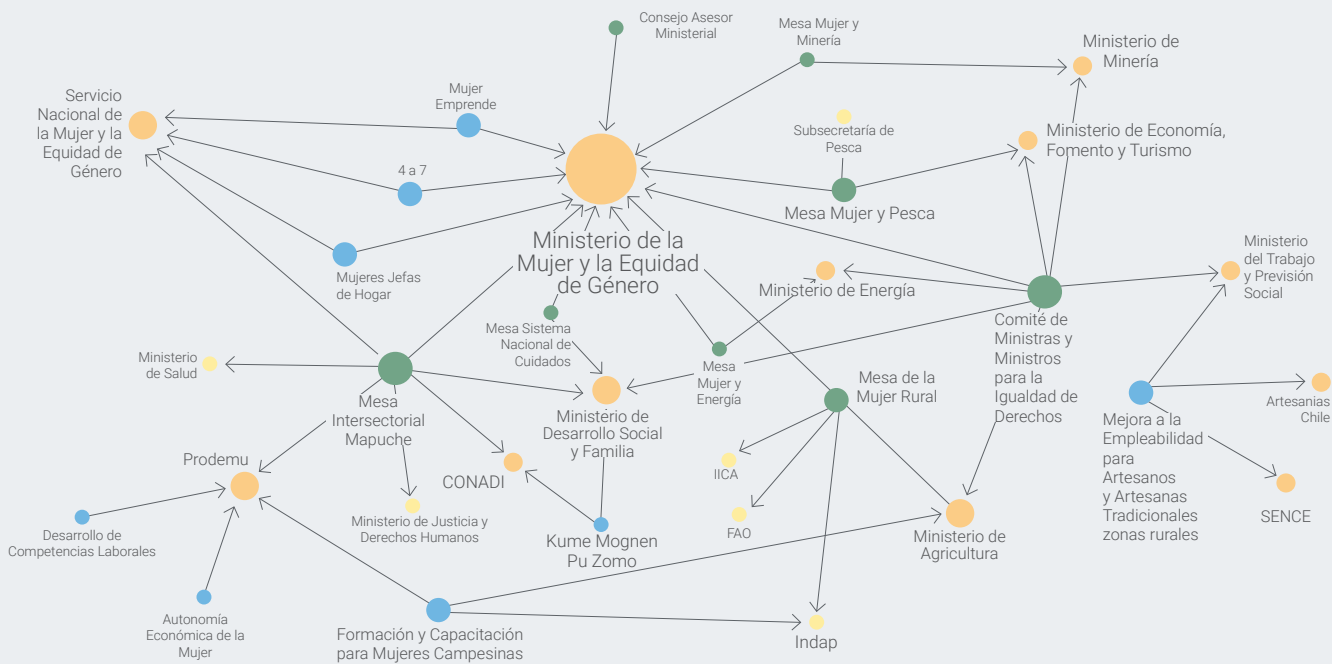 Consejo Asesor
Ministerial
Mesa Mujer y
Minería
Ministerio de
Minería
Servicio
Nacional de
la Mujer y la
Equidad de
Género
Mujer
Emprende
Subsecretaría de
Pesca
Ministerio de Economía,
Fomento y Turismo
4 a 7
Mesa Mujer y Pesca
Ministerio de la
Mujer y la Equidad
de Género
Mujeres Jefas
de Hogar
Ministerio de Energía
Ministerio
del Trabajo
y Previsión
Social
Mesa Sistema
Nacional de
Cuidados
Comité de
Ministras y
Ministros
para la
Igualdad de
Derechos
Ministerio
de Salud
Mesa
Mujer y
Energía
Mesa de la
Mujer Rural
Mesa
Intersectorial
Mapuche
Ministerio de
Desarrollo Social
y Familia
Artesanias
Chile
Mejora a la
Empleabilidad
para
Artesanos
y Artesanas
Tradicionales
zonas rurales
Prodemu
CONADI
IICA
Ministerio de Justicia y
Derechos Humanos
FAO
SENCE
Desarrollo de
Competencias Laborales
Kume Mognen
Pu Zomo
Ministerio de
Agricultura
Autonomía
Económica de la
Mujer
Formación y Capacitación
para Mujeres Campesinas
Indap